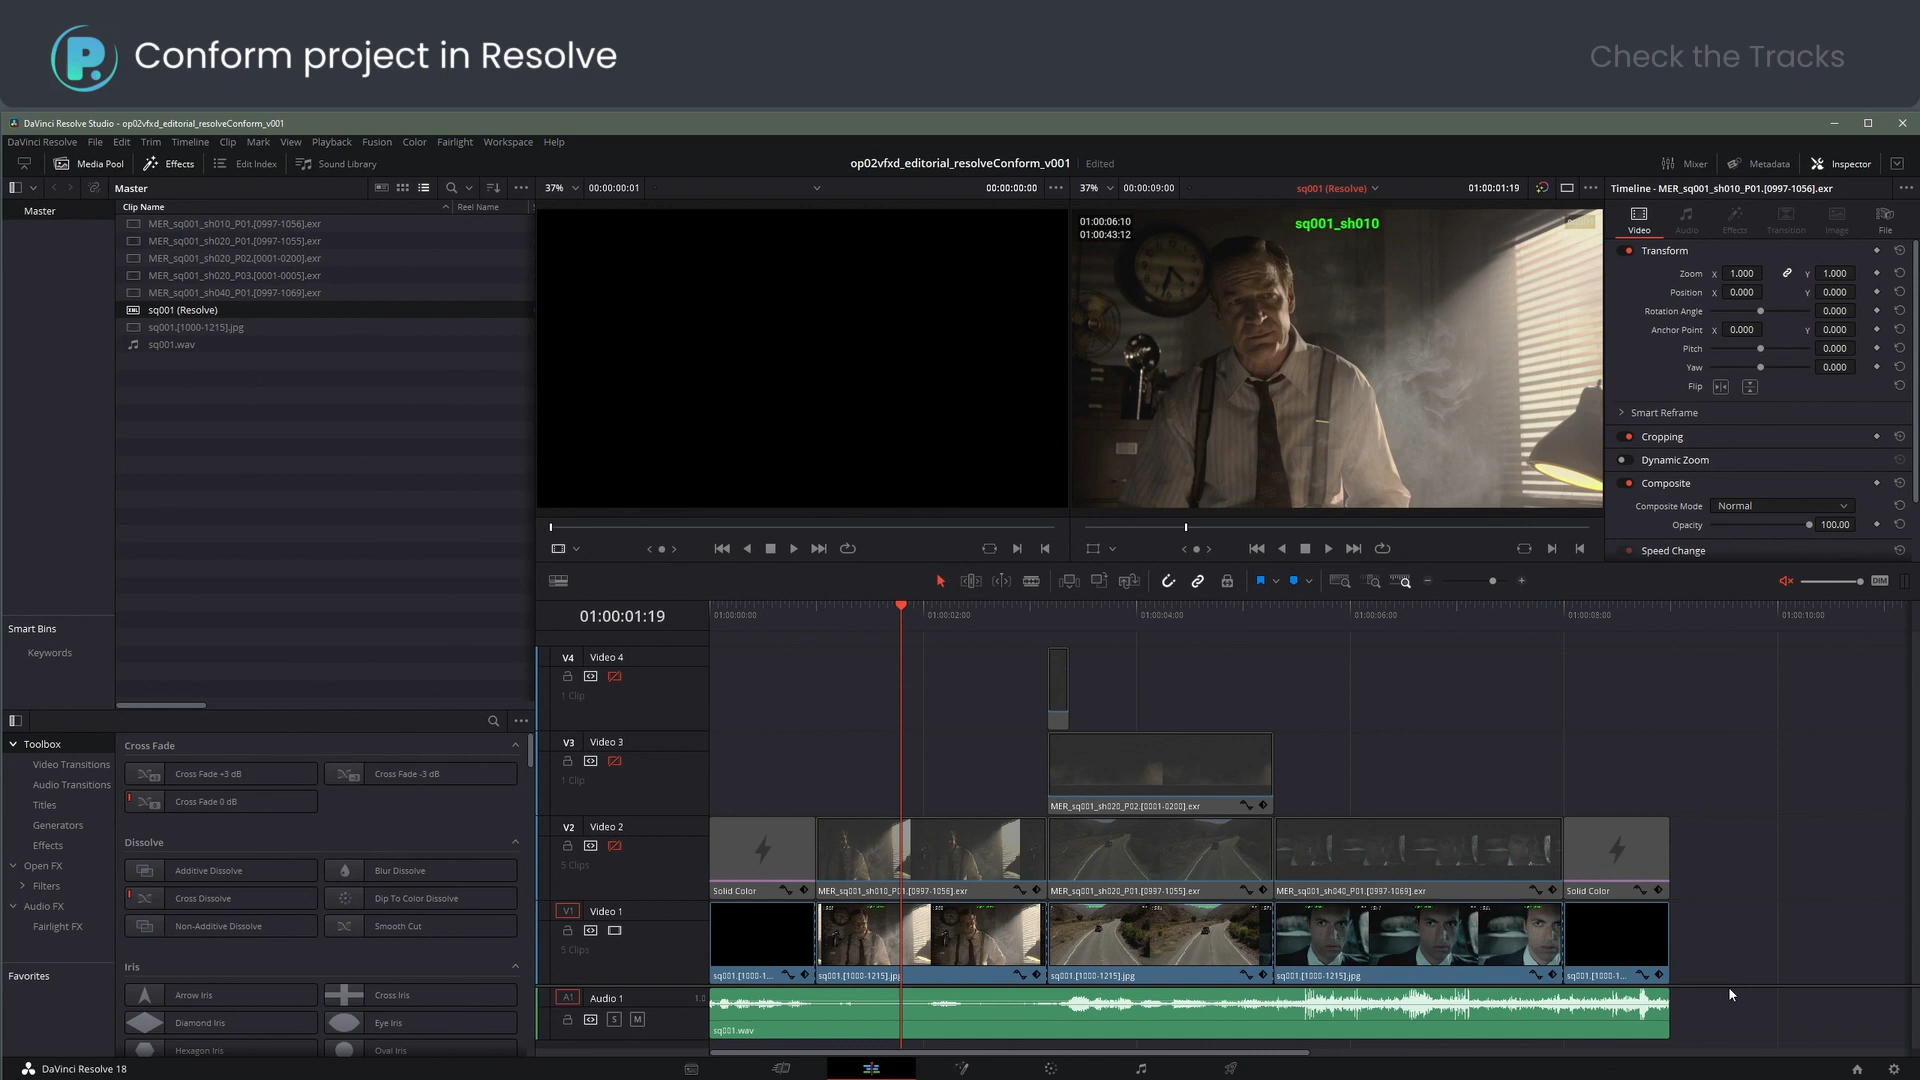 Conform project in Resolve
Check the Tracks
DaVinci Resolve Studio - op02vfxd_editorial_resolveConform_v001
DaVinci Resolve File Edit Trim Timeline Clip Mark View Playback Fusion Color Fairlight Workspace Help
Media Pool Effects Edit Index Sound Library op02vfxd_editorial_resolveConform_v001 Edited Mixer Metadata Inspector
Master 37% 00:00:00:01 00:00:00:00 37% 00:00:09:00 sq001 (Resolve) 01:00:01:19 Timeline - MER_sq001_sh010_P01.[0997-1056].exr
Master
Clip Name Reel Name
MER_sq001_sh010_P01.[0997-1056].exr
MER_sq001_sh020_P01.[0997-1055].exr
MER_sq001_sh020_P02.[0001-0200].exr
MER_sq001_sh020_P03.[0001-0005].exr
MER_sq001_sh040_P01.[0997-1069].exr
sq001 (Resolve)
sq001.[1000-1215].jpg
sq001.wav
Smart Bins
Keywords
01:00:06:10
01:00:43:12
sq001_sh010
Video Audio Effects Transition Image File
Transform
Zoom X 1.000 Y 1.000
Position X 0.000 Y 0.000
Rotation Angle 0.000
Anchor Point X 0.000 Y 0.000
Pitch 0.000
Yaw 0.000
Flip
Smart Reframe
Cropping
Dynamic Zoom
Composite
Composite Mode Normal
Opacity 100.00
Speed Change
DIM
Toolbox
Video Transitions
Audio Transitions
Titles
Generators
Effects
Open FX
Filters
Audio FX
Fairlight FX
Favorites
Cross Fade
Cross Fade +3 dB Cross Fade -3 dB
Cross Fade 0 dB
Dissolve
Additive Dissolve Blur Dissolve
Cross Dissolve Dip To Color Dissolve
Non-Additive Dissolve Smooth Cut
Iris
Arrow Iris Cross Iris
Diamond Iris Eye Iris
Hexagon Iris Oval Iris
01:00:01:19 01:00:00:00 01:00:02:00 01:00:04:00 01:00:06:00 01:00:08:00 01:00:10:00
V4 Video 4
1 Clip
V3 Video 3
1 Clip
MER_sq001_sh020_P02.[0001-0200].exr
V2 Video 2
5 Clips
Solid Color MER_sq001_sh010_P01.[0997-1056].exr MER_sq001_sh020_P01.[0997-1055].exr MER_sq001_sh040_P01.[0997-1069].exr Solid Color
V1 Video 1
5 Clips
sq001.[1000-1... sq001.[1000-1215].jpg sq001.[1000-1215].jpg sq001.[1000-1215].jpg sq001.[1000-1...
A1 Audio 1 1.0
S M
sq001.wav
DaVinci Resolve 18